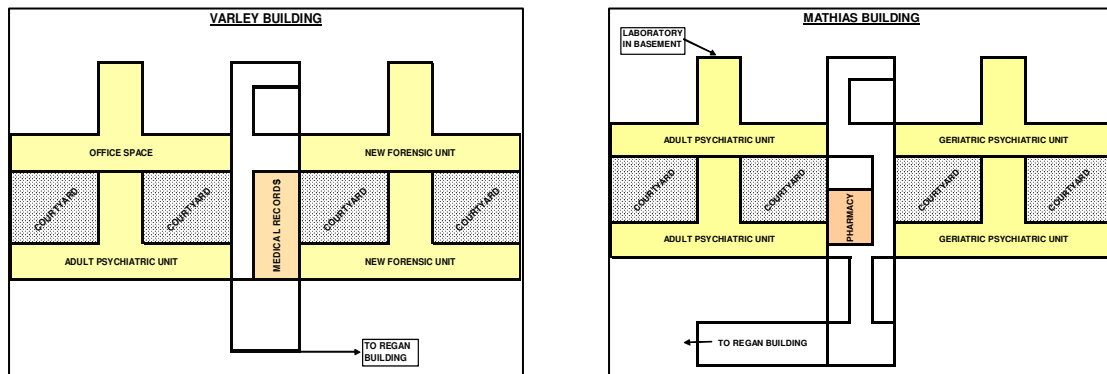 VARLEY BUILDING
OFFICE SPACE
NEW FORENSIC UNIT
COURTYARD
COURTYARD
MEDICAL RECORDS
COURTYARD
COURTYARD
ADULT PSYCHIATRIC UNIT
NEW FORENSIC UNIT
TO REGAN
BUILDING
MATHIAS BUILDING
LABORATORY
IN BASEMENT
ADULT PSYCHIATRIC UNIT
GERIATRIC PSYCHIATRIC UNIT
COURTYARD
COURTYARD
PHARMACY
COURTYARD
COURTYARD
ADULT PSYCHIATRIC UNIT
GERIATRIC PSYCHIATRIC UNIT
TO REGAN BUILDING